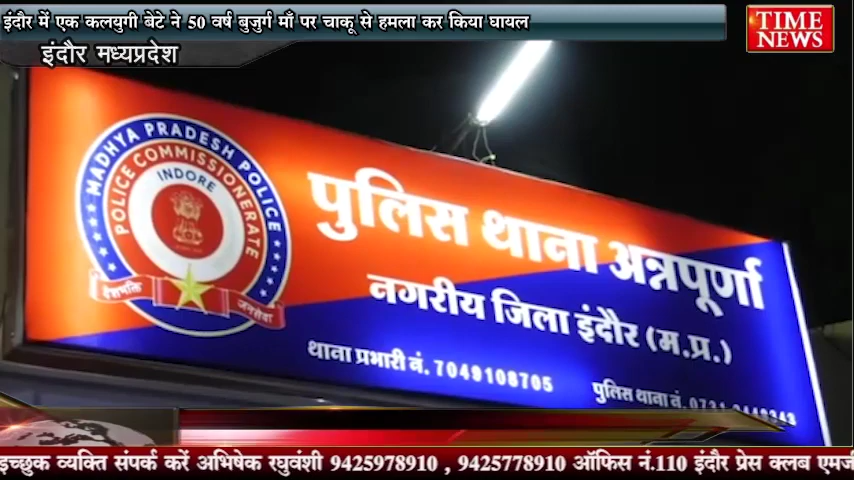 इंदौर में एक कलयुगी बेटे ने 50 वर्ष बुजुर्ग माँ पर चाकू से हमला कर किया घायल
TIME
NEWS
इंदौर मध्यप्रदेश
MADHYA PRADESH POLICE
POLICE COMMISSIONERATE
INDORE
देशभक्ति
जनसेवा
पुलिस थाना अन्नपूर्णा
नगरीय जिला इंदौर (म.प्र.)
थाना प्रभारी नं. 7049108705
पुलिस थाना नं.
इच्छुक व्यक्ति संपर्क करें अभिषेक रघुवंशी 9425978910 , 9425778910 ऑफिस नं.110 इंदौर प्रेस क्लब एमजी